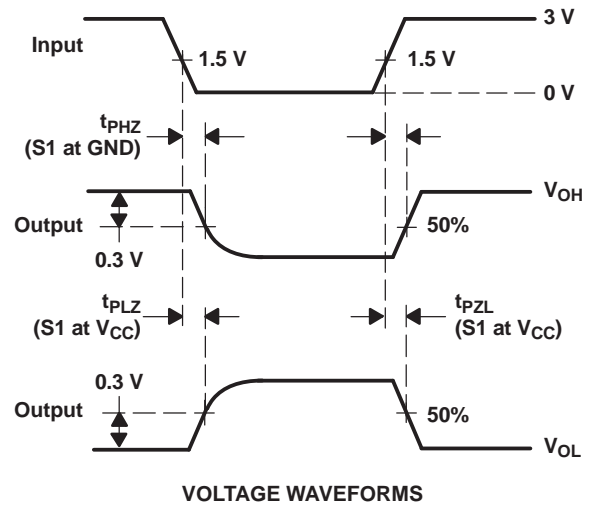 3 V
Input
1.5 V
1.5 V
0 V
tPHZ
(S1 at GND)
VOH
Output
50%
0.3 V
tPLZ
(S1 at VCC)
tPZL
(S1 at VCC)
0.3 V
Output
50%
VOL
VOLTAGE WAVEFORMS